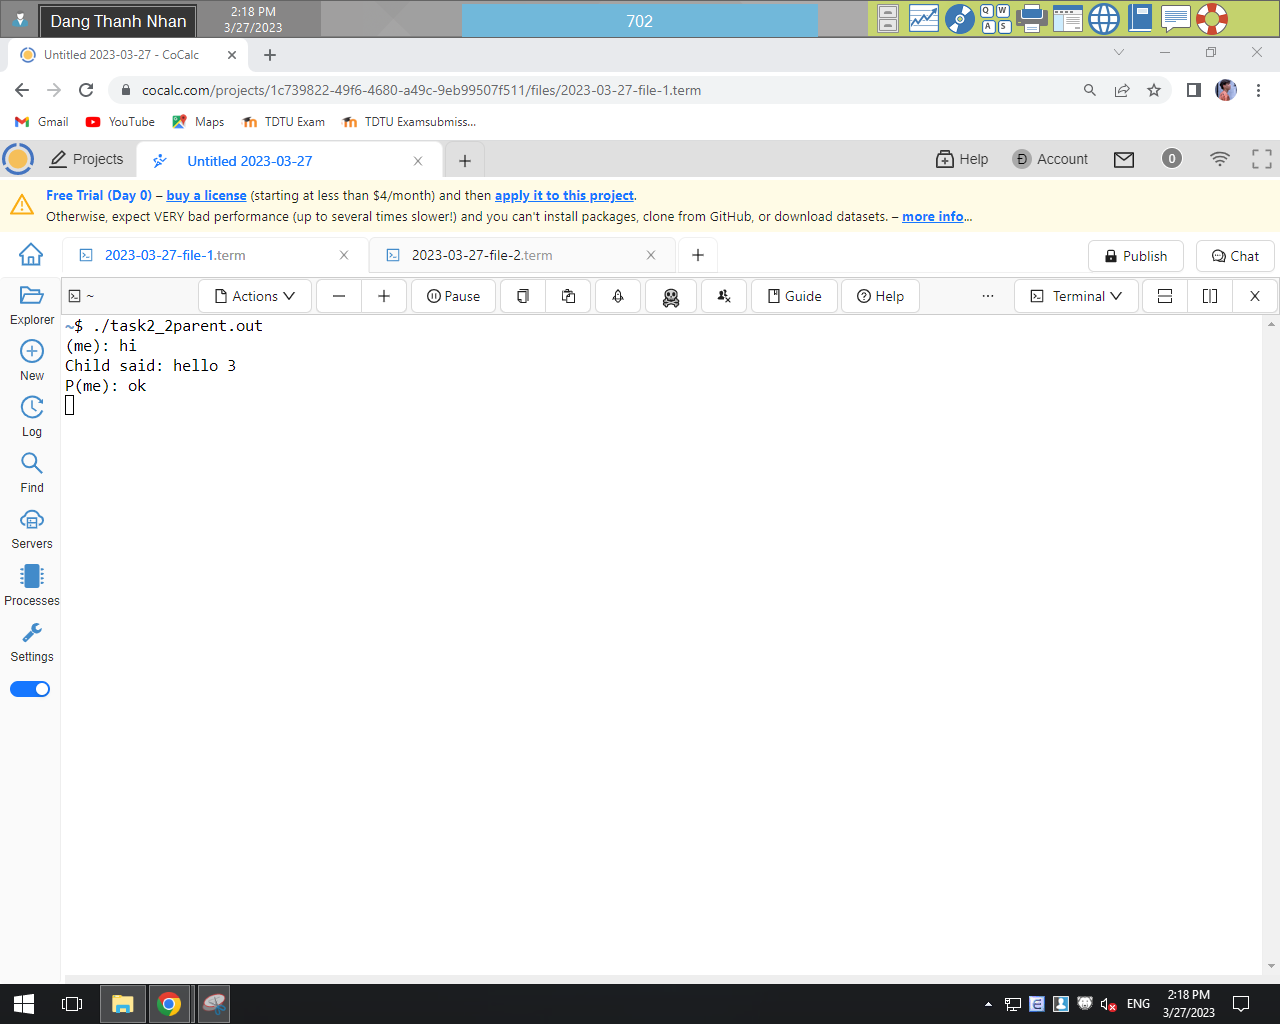 Dang Thanh Nhan
2:18 PM
3/27/2023
702
Q W
A S
Untitled 2023-03-27 - CoCalc
cocalc.com/projects/1c739822-49f6-4680-a49c-9eb99507f511/files/2023-03-27-file-1.term
Gmail YouTube Maps TDTU Exam TDTU Examsubmiss...
Projects Untitled 2023-03-27 Help Account 0
Free Trial (Day 0) – buy a license (starting at less than $4/month) and then apply it to this project.
Otherwise, expect VERY bad performance (up to several times slower!) and you can't install packages, clone from GitHub, or download datasets. – more info...
2023-03-27-file-1.term 2023-03-27-file-2.term Publish Chat
~ Actions Pause Guide Help ... Terminal
Explorer
New
Log
Find
Servers
Processes
Settings
~$ ./task2_2parent.out
(me): hi
Child said: hello 3
P(me): ok
ENG
2:18 PM
3/27/2023